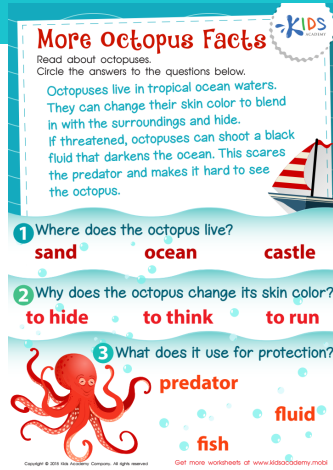 KIDS
ACADEMY
More Octopus Facts
Read about octopuses.
Circle the answers to the questions below.
Octopuses live in tropical ocean waters.
They can change their skin color to blend
in with the surroundings and hide.
If threatened, octopuses can shoot a black
fluid that darkens the ocean. This scares
the predator and makes it hard to see
the octopus.
1 Where does the octopus live?
sand ocean castle
2 Why does the octopus change its skin color?
to hide to think to run
3 What does it use for protection?
predator
fluid
fish
Copyright © 2016 Kids Academy Company. All rights reserved
Get more worksheets at www.kidsacademy.mobi